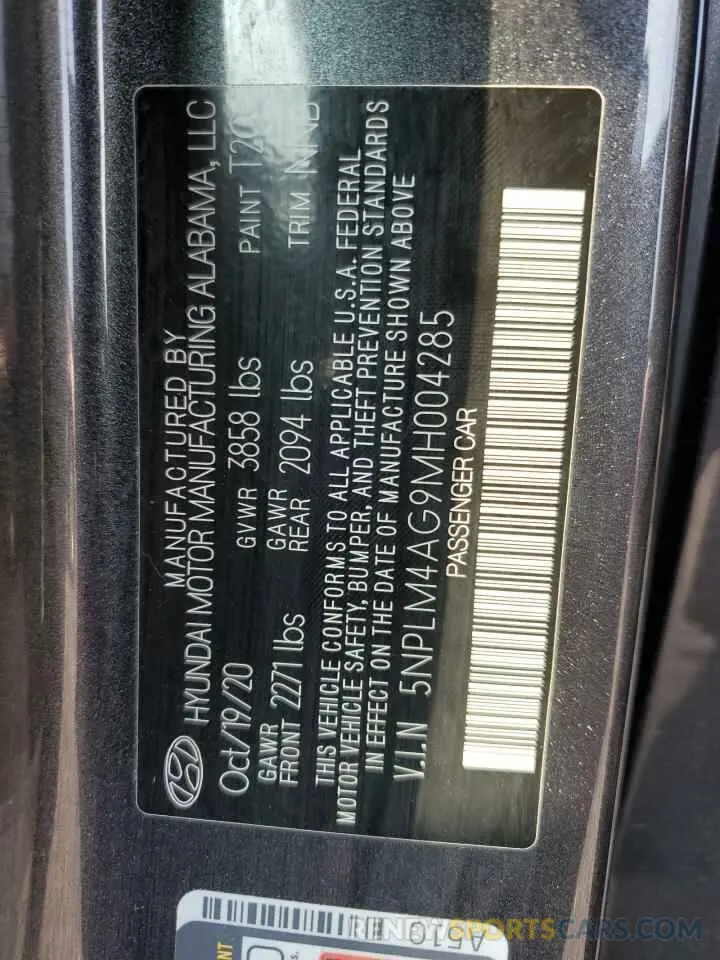 MANUFACTURED BY
HYUNDAI MOTOR MANUFACTURING ALABAMA, LLC
Oct/19/20 GVWR 3858 lbs PAINT
GAWR FRONT 2271 lbs GAWR REAR 2094 lbs TRIM
THIS VEHICLE CONFORMS TO ALL APPLICABLE U.S.A. FEDERAL
MOTOR VEHICLE SAFETY, BUMPER, AND THEFT PREVENTION STANDARDS
IN EFFECT ON THE DATE OF MANUFACTURE SHOWN ABOVE
V.I.N 5NPLM4AG9MH004285
PASSENGER CAR
A510
RENEWSPORTSCARS.COM